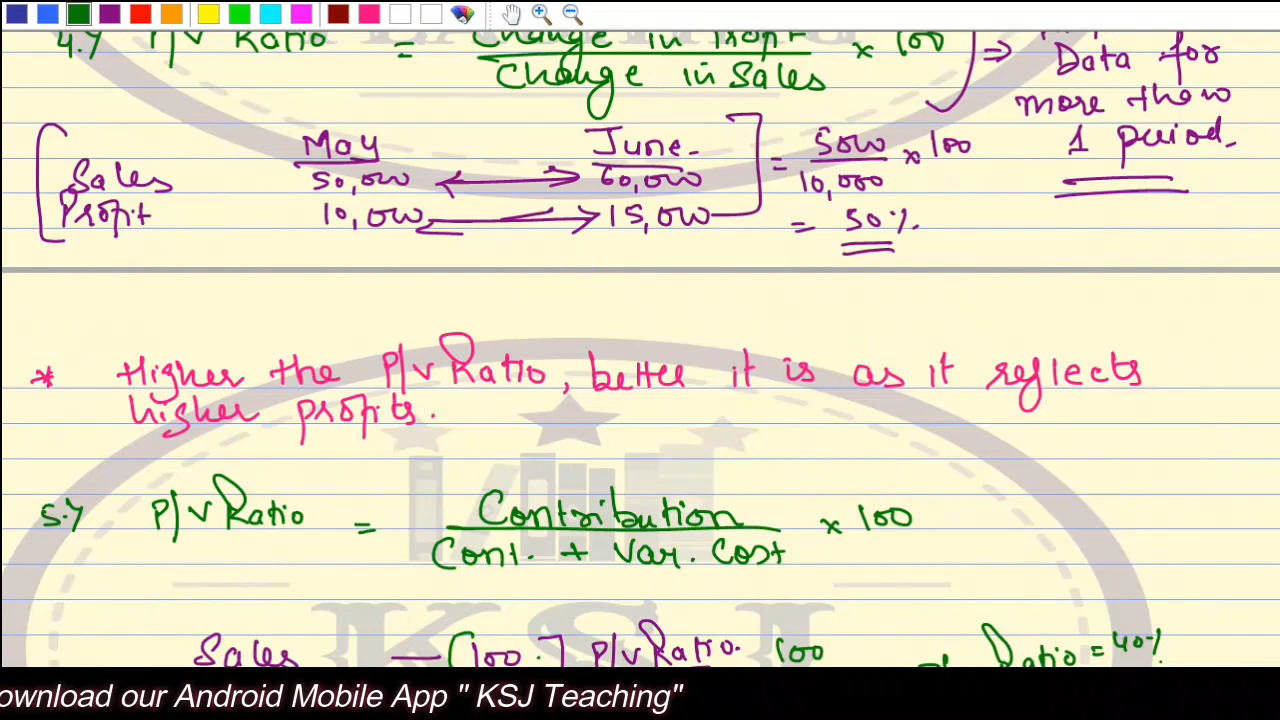 4.) P/V Ratio = Change in Profit / Change in Sales x 100 ⇒
Data for
more than
1 period.
May June.
Sales 50,000 60,000
Profit 10,000 15,000
= 5000 / 10,000 x 100
= 50%
* Higher the P/V Ratio, better it is as it reflects
higher profits.
5.) P/V Ratio = Contribution / Cont. + Var. Cost x 100
Sales — [100.] P/V Ratio. 100 Ratio = 40%
KSJ
ownload our Android Mobile App " KSJ Teaching"